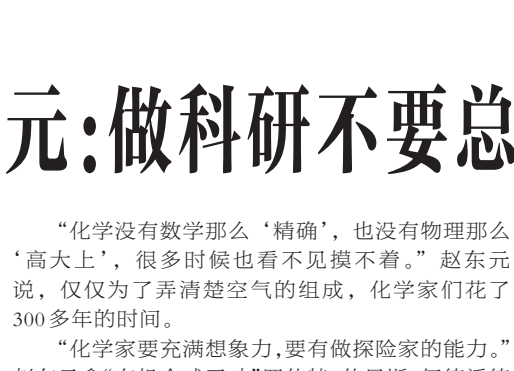 元:做科研不要总
“化学没有数学那么‘精确’，也没有物理那么
‘高大上’，很多时候也看不见摸不着。”赵东元
说，仅仅为了弄清楚空气的组成，化学家们花了
300多年的时间。
“化学家要充满想象力,要有做探险家的能力。”